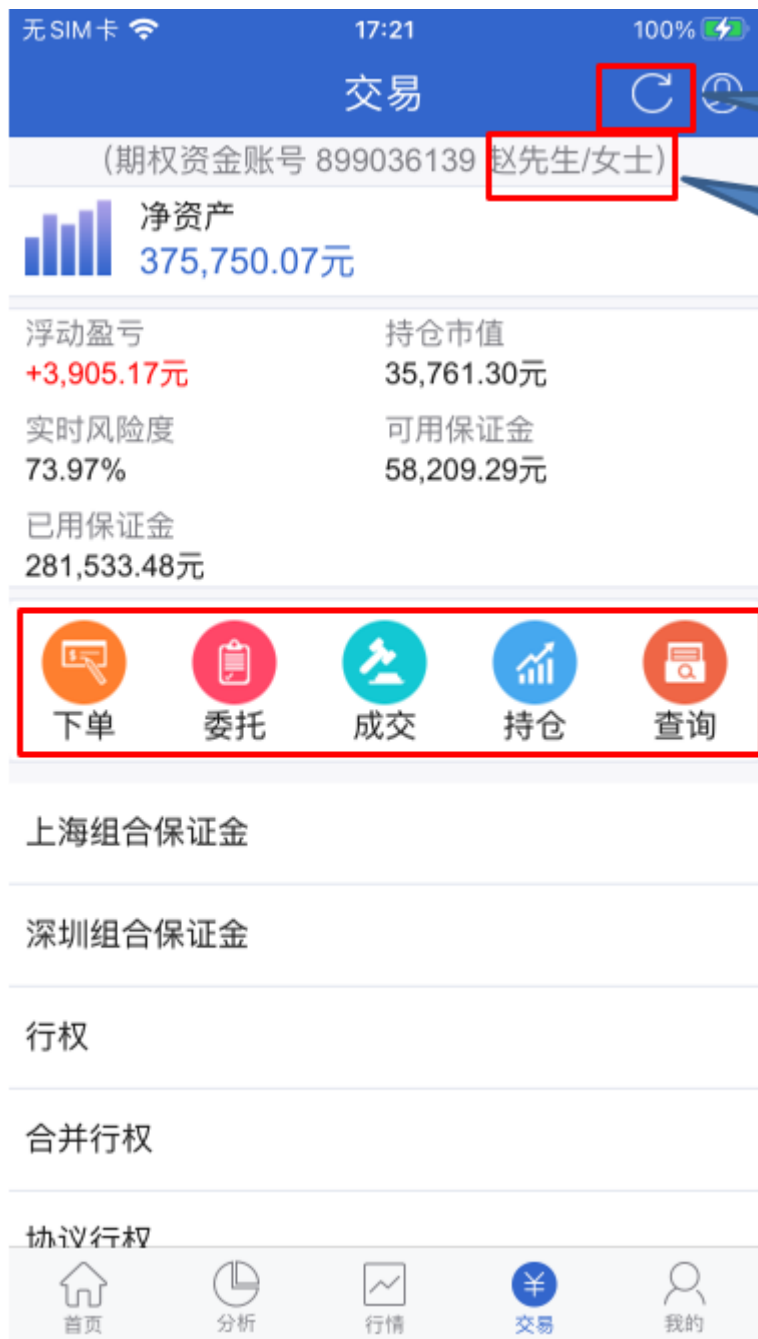 无SIM卡 17:21 100%
交易
(期权资金账号 899036139 赵先生/女士)
净资产
375,750.07元
浮动盈亏 持仓市值
+3,905.17元 35,761.30元
实时风险度 可用保证金
73.97% 58,209.29元
已用保证金
281,533.48元
下单 委托 成交 持仓 查询
上海组合保证金
深圳组合保证金
行权
合并行权
协议行权
首页 分析 行情 交易 我的